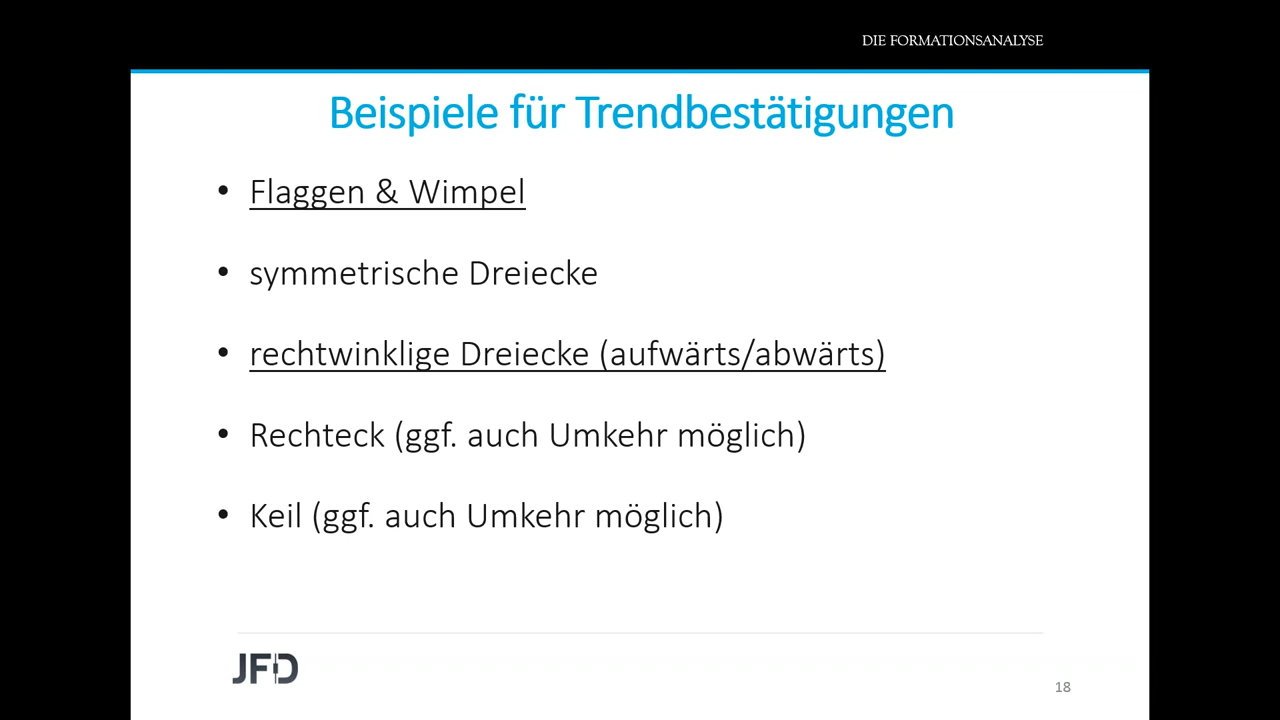 DIE FORMATIONSANALYSE
Beispiele für Trendbestätigungen
• Flaggen & Wimpel
• symmetrische Dreiecke
• rechtwinklige Dreiecke (aufwärts/abwärts)
• Rechteck (ggf. auch Umkehr möglich)
• Keil (ggf. auch Umkehr möglich)
JFD
18